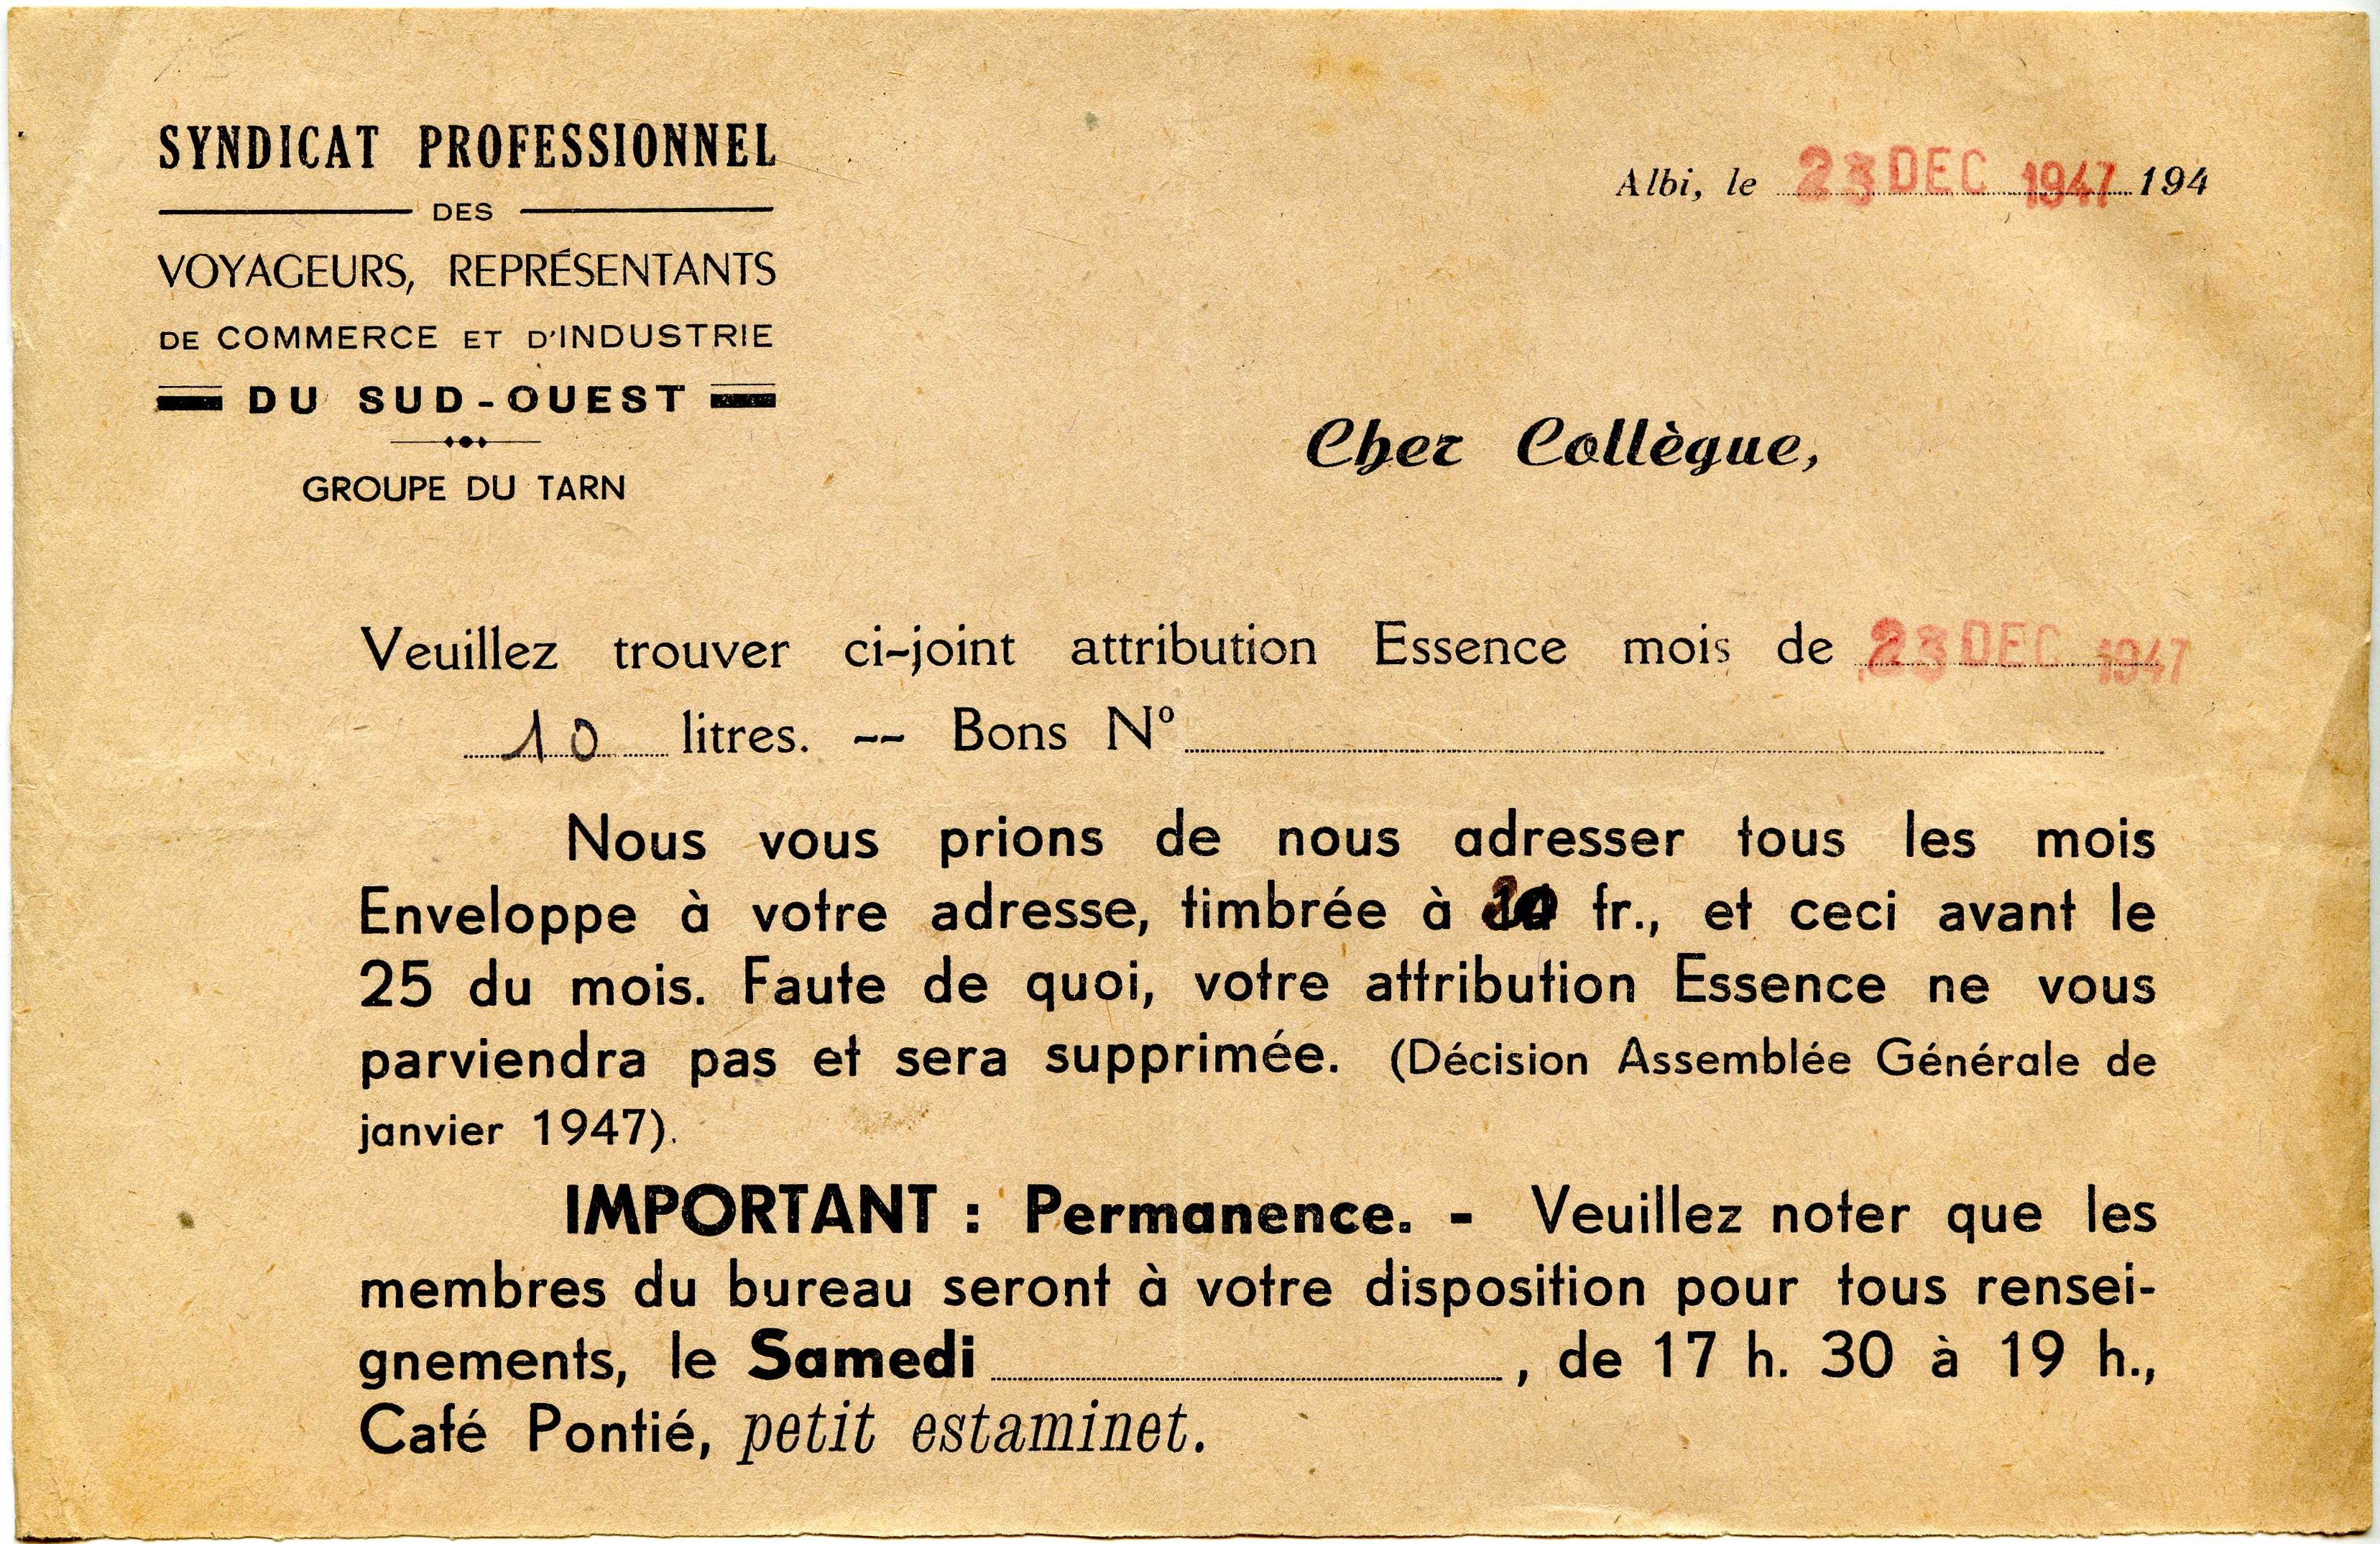 SYNDICAT PROFESSIONNEL
DES
VOYAGEURS, REPRÉSENTANTS
DE COMMERCE ET D'INDUSTRIE
DU SUD-OUEST
GROUPE DU TARN
Albi, le 23 DEC 1947 194
Cher Collègue,
Veuillez trouver ci-joint attribution Essence mois de 23 DEC 1947
10 litres. -- Bons N°
Nous vous prions de nous adresser tous les mois
Enveloppe à votre adresse, timbrée à fr., et ceci avant le
25 du mois. Faute de quoi, votre attribution Essence ne vous
parviendra pas et sera supprimée. (Décision Assemblée Générale de
janvier 1947).
IMPORTANT : Permanence. - Veuillez noter que les
membres du bureau seront à votre disposition pour tous rensei-
gnements, le Samedi , de 17 h. 30 à 19 h.,
Café Pontié, petit estaminet.